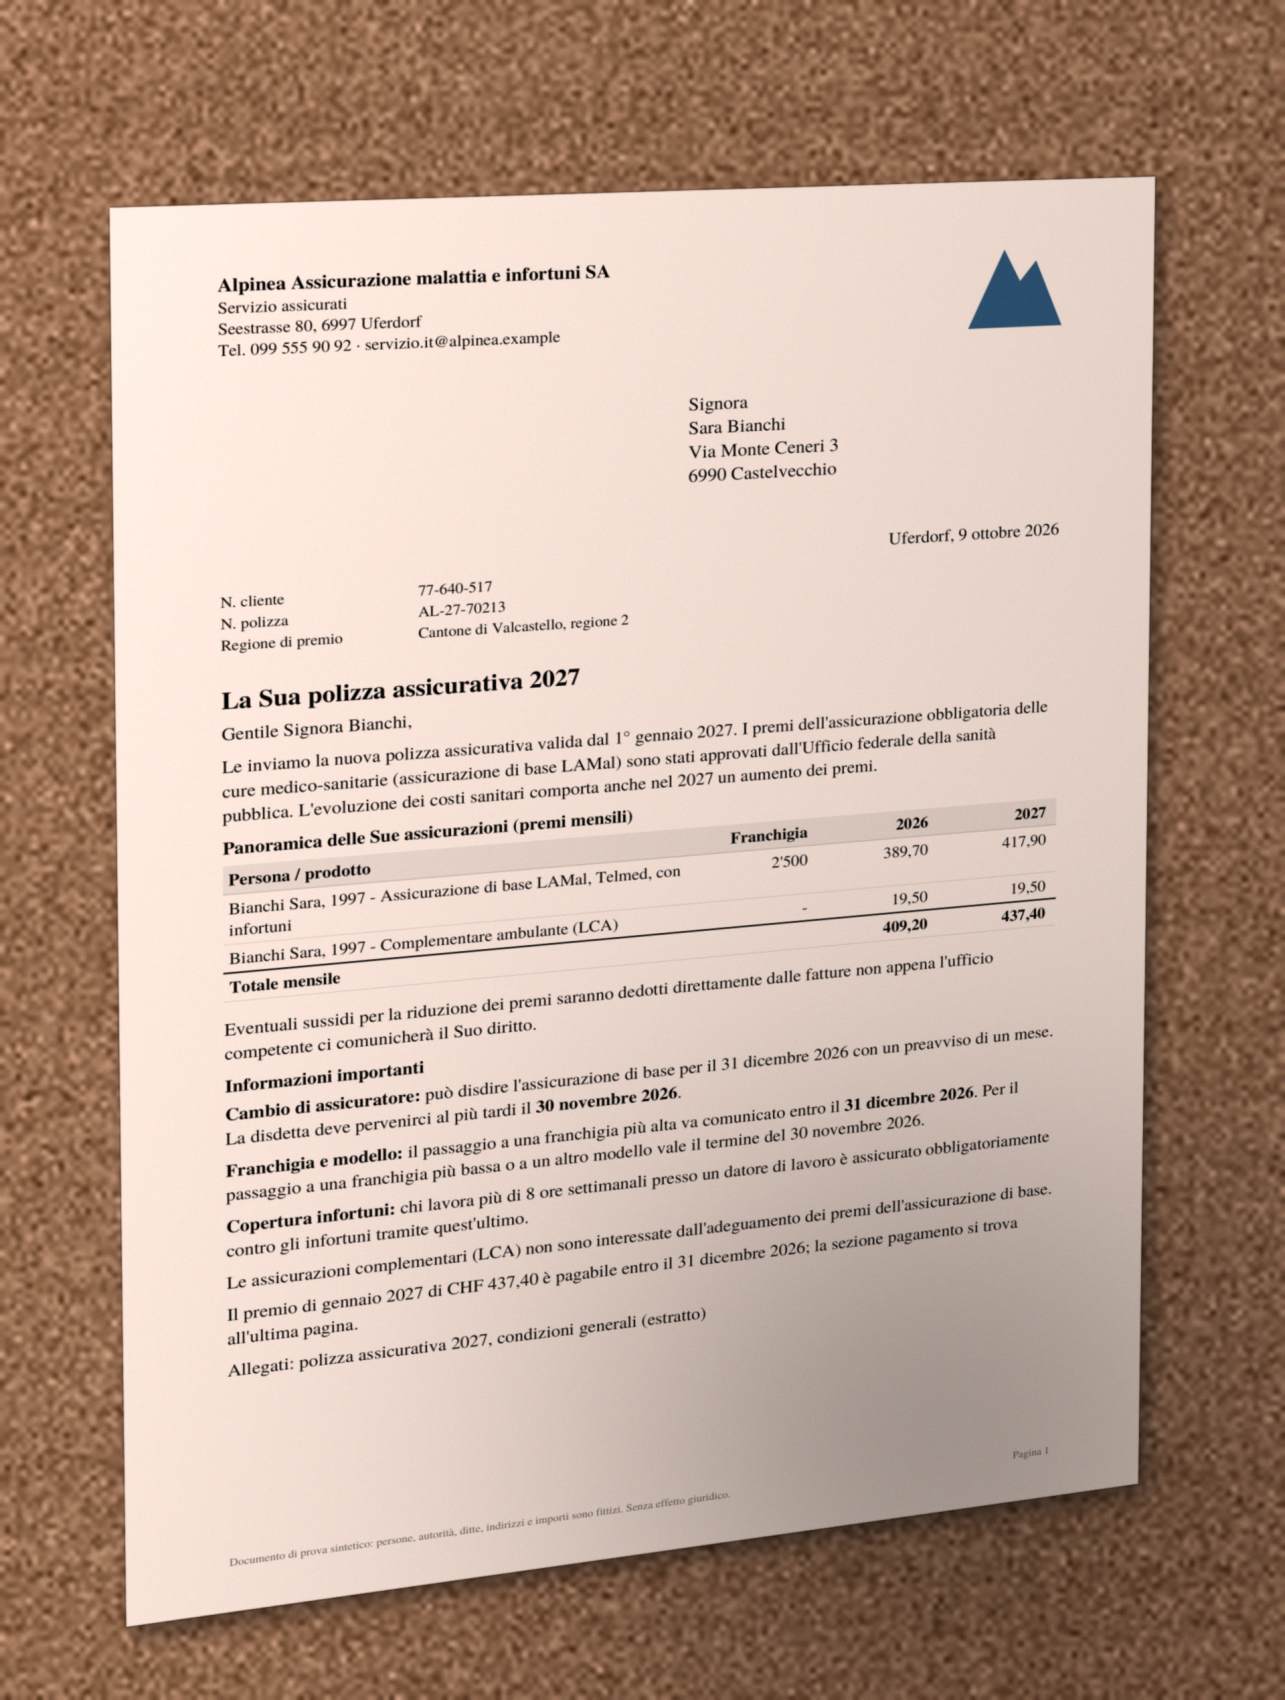 Alpinea Assicurazione malattia e infortuni SA
Servizio assicurati
Seestrasse 80, 6997 Uferdorf
Tel. 099 555 90 92 · servizio.it@alpinea.example
Signora
Sara Bianchi
Via Monte Ceneri 3
6990 Castelvecchio
Uferdorf, 9 ottobre 2026
N. cliente 77-640-517
N. polizza AL-27-70213
Regione di premio Cantone di Valcastello, regione 2
La Sua polizza assicurativa 2027
Gentile Signora Bianchi,
Le inviamo la nuova polizza assicurativa valida dal 1° gennaio 2027. I premi dell'assicurazione obbligatoria delle
cure medico-sanitarie (assicurazione di base LAMal) sono stati approvati dall'Ufficio federale della sanità
pubblica. L'evoluzione dei costi sanitari comporta anche nel 2027 un aumento dei premi.
Panoramica delle Sue assicurazioni (premi mensili)
Persona / prodotto Franchigia 2026 2027
Bianchi Sara, 1997 - Assicurazione di base LAMal, Telmed, con 2'500 389,70 417,90
infortuni
Bianchi Sara, 1997 - Complementare ambulante (LCA) - 19,50 19,50
Totale mensile 409,20 437,40
Eventuali sussidi per la riduzione dei premi saranno dedotti direttamente dalle fatture non appena l'ufficio
competente ci comunicherà il Suo diritto.
Informazioni importanti
Cambio di assicuratore: può disdire l'assicurazione di base per il 31 dicembre 2026 con un preavviso di un mese.
La disdetta deve pervenirci al più tardi il 30 novembre 2026.
Franchigia e modello: il passaggio a una franchigia più alta va comunicato entro il 31 dicembre 2026. Per il
passaggio a una franchigia più bassa o a un altro modello vale il termine del 30 novembre 2026.
Copertura infortuni: chi lavora più di 8 ore settimanali presso un datore di lavoro è assicurato obbligatoriamente
contro gli infortuni tramite quest'ultimo.
Le assicurazioni complementari (LCA) non sono interessate dall'adeguamento dei premi dell'assicurazione di base.
Il premio di gennaio 2027 di CHF 437,40 è pagabile entro il 31 dicembre 2026; la sezione pagamento si trova
all'ultima pagina.
Allegati: polizza assicurativa 2027, condizioni generali (estratto)
Pagina 1
Documento di prova sintetico: persone, autorità, ditte, indirizzi e importi sono fittizi. Senza effetto giuridico.